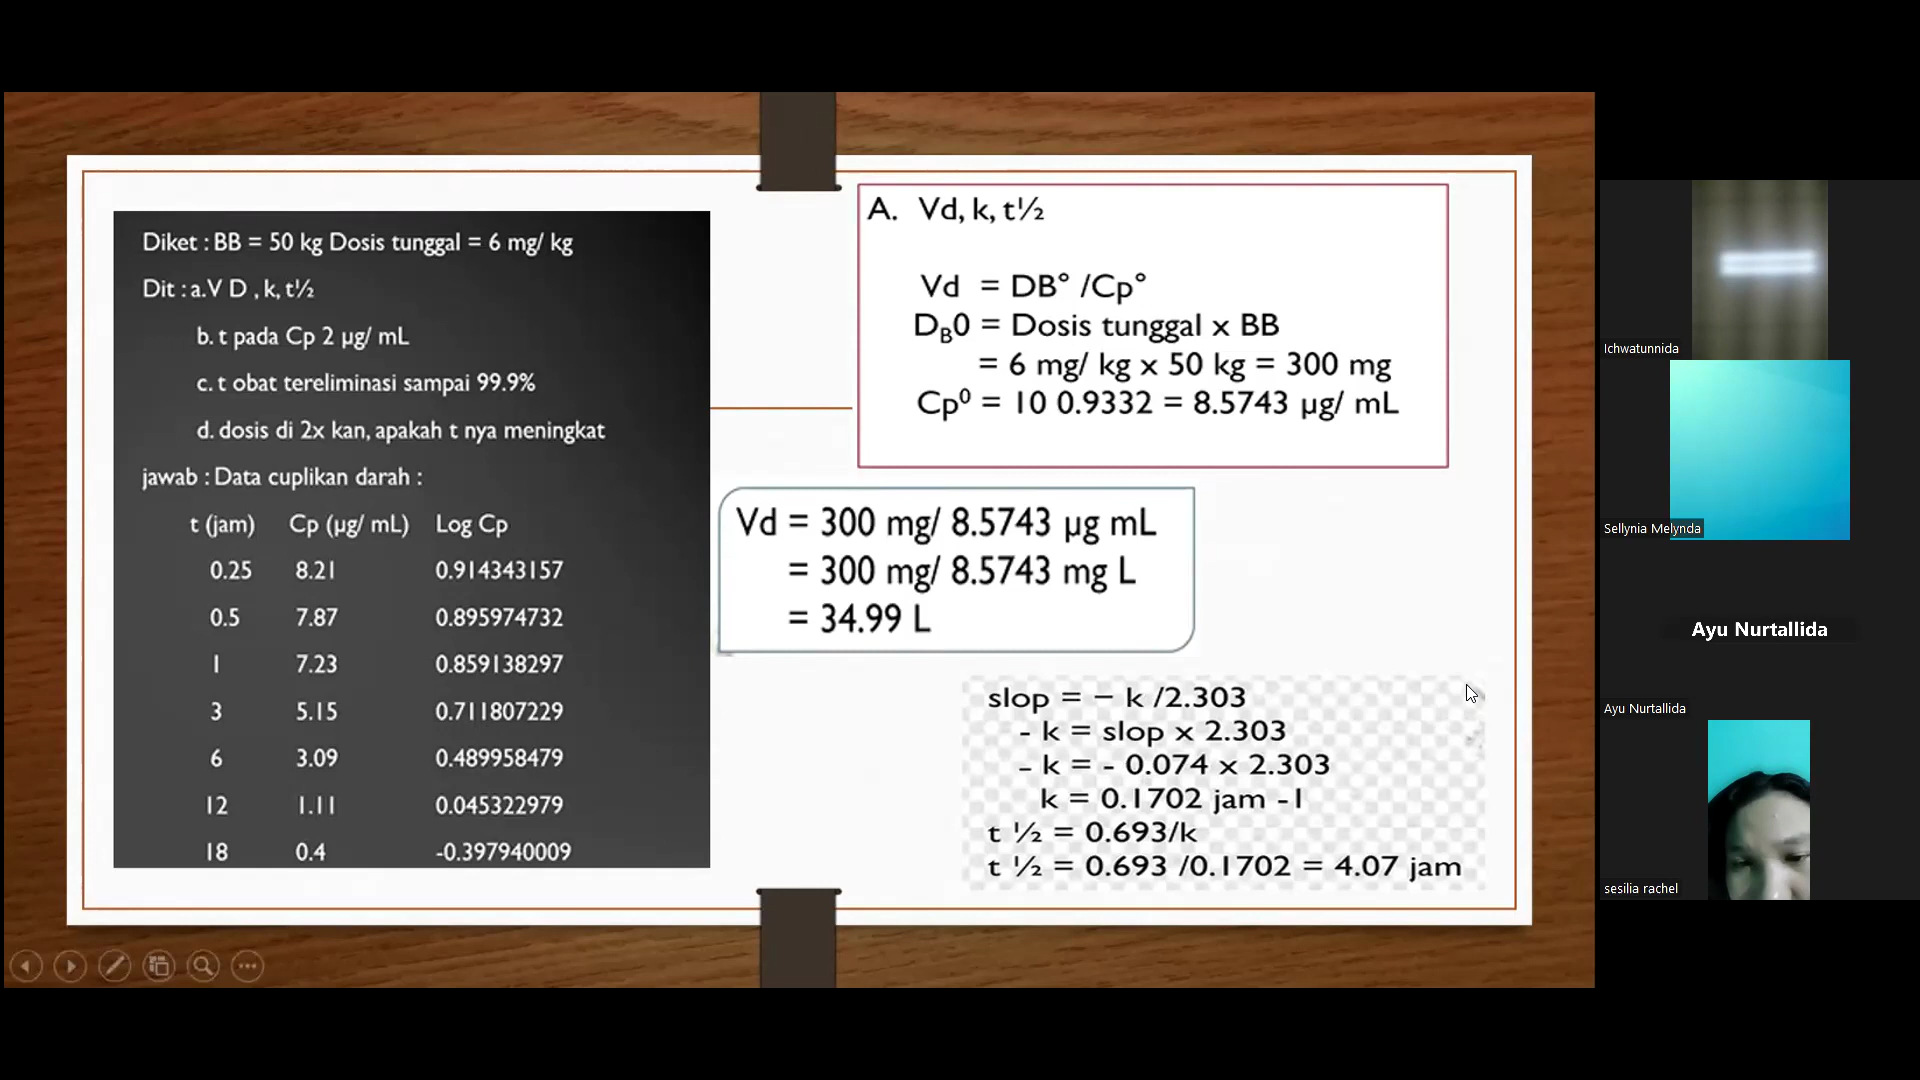 Diket : BB = 50 kg Dosis tunggal = 6 mg/ kg
Dit : a.V D , k, t½
b. t pada Cp 2 µg/ mL
c. t obat tereliminasi sampai 99.9%
d. dosis di 2x kan, apakah t nya meningkat
jawab : Data cuplikan darah :
t (jam) Cp (µg/ mL) Log Cp
0.25 8.21 0.914343157
0.5 7.87 0.895974732
1 7.23 0.859138297
3 5.15 0.711807229
6 3.09 0.489958479
12 1.11 0.045322979
18 0.4 -0.397940009
A. Vd, k, t½
Vd = DB° /Cp°
D_B0 = Dosis tunggal x BB
= 6 mg/ kg x 50 kg = 300 mg
Cp⁰ = 10 0.9332 = 8.5743 µg/ mL
Vd = 300 mg/ 8.5743 µg mL
= 300 mg/ 8.5743 mg L
= 34.99 L
slop = – k /2.303
- k = slop x 2.303
– k = - 0.074 x 2.303
k = 0.1702 jam -1
t ½ = 0.693/k
t ½ = 0.693 /0.1702 = 4.07 jam
Ichwatunnida
Sellynia Melynda
Ayu Nurtallida
Ayu Nurtallida
sesilia rachel